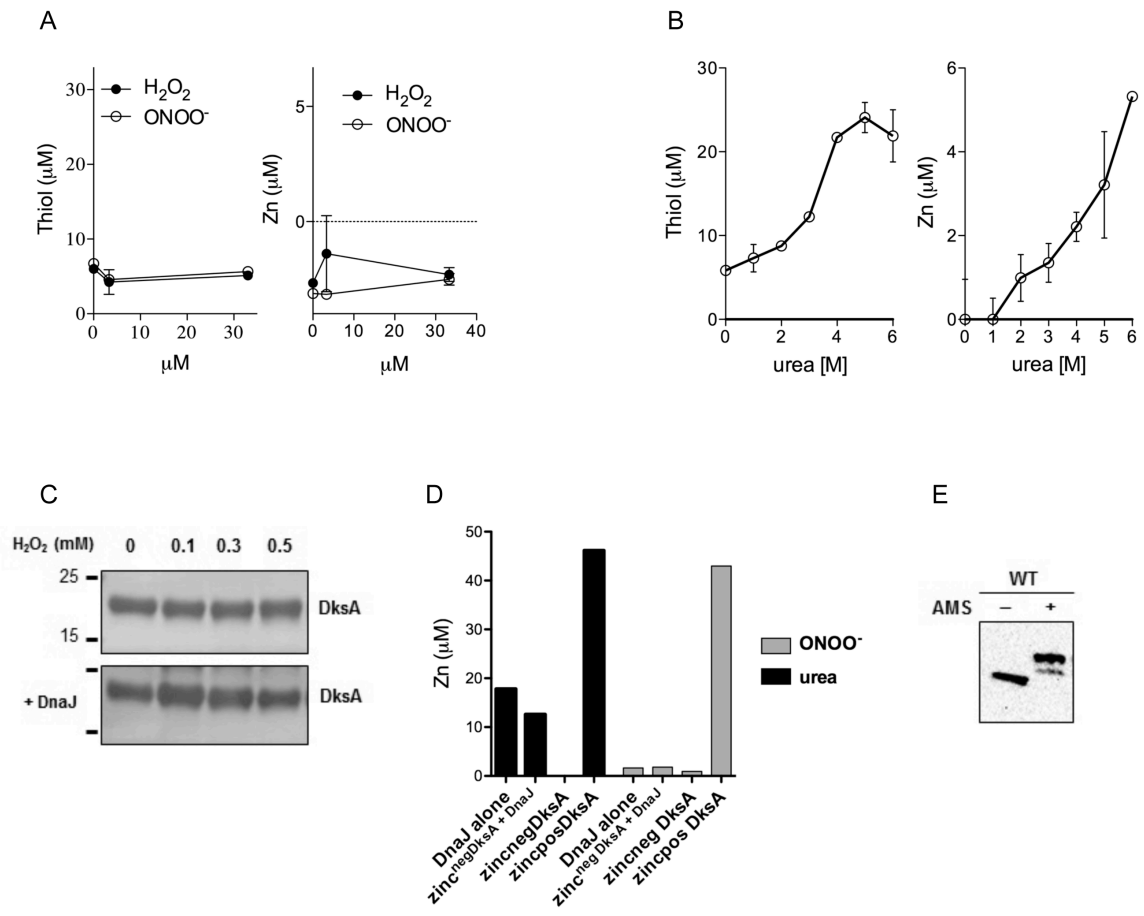 A
Thiol (μM)
30
20
10
0
0
10
20
30
μM
H₂O₂
ONOO⁻
Zn (μM)
5
0
0
10
20
30
40
μM
H₂O₂
ONOO⁻
B
Thiol (μM)
30
20
10
0
0
2
4
6
urea [M]
Zn (μM)
6
4
2
0
0
1
2
3
4
5
6
urea [M]
C
H₂O₂ (mM) 0 0.1 0.3 0.5
25
15
DksA
+ DnaJ
DksA
D
Zn (μM)
50
40
30
20
10
0
DnaJ alone
zincnegDksA + DnaJ
zincnegDksA
zincposDksA
DnaJ alone
zincneg DksA + DnaJ
zincneg DksA
zincpos DksA
ONOO⁻
urea
E
WT
AMS – +